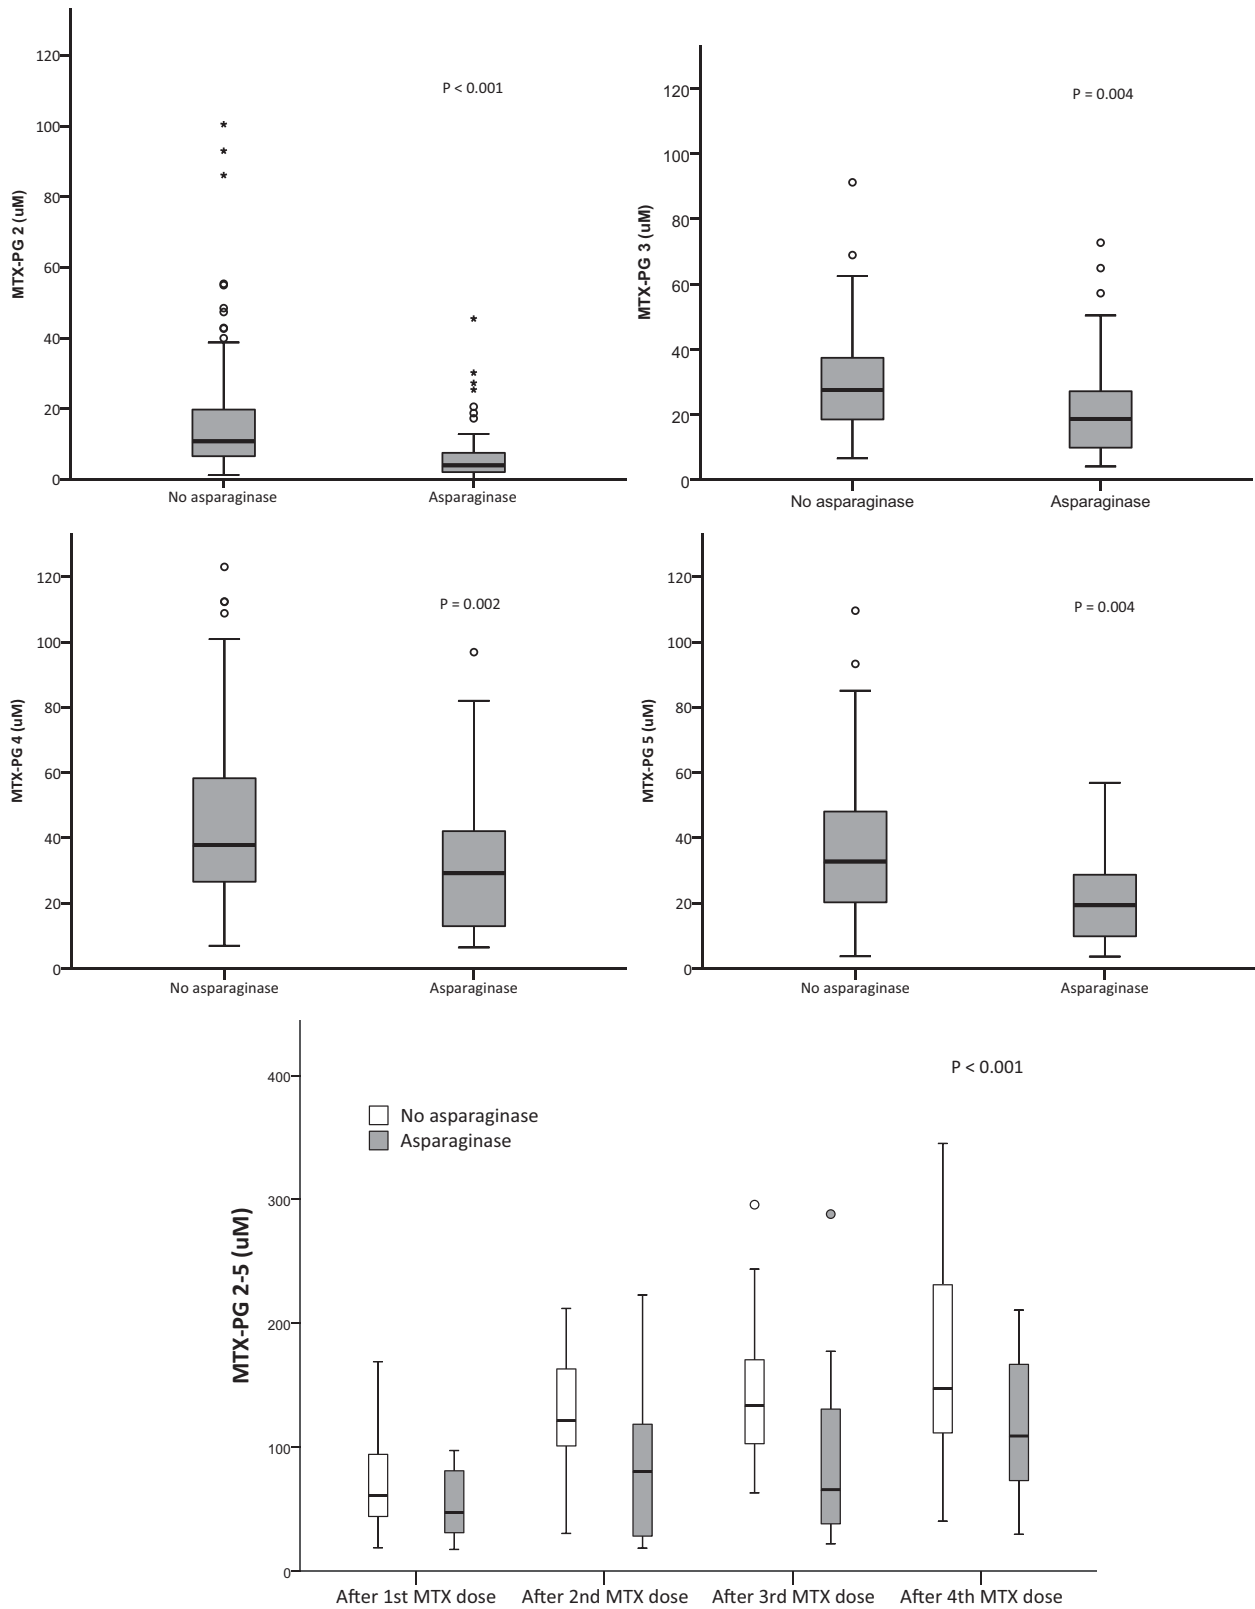 MTX-PG 2 (uM)
120
100
80
60
40
20
0
P < 0.001
No asparaginase
Asparaginase
MTX-PG 3 (uM)
120
100
80
60
40
20
0
P = 0.004
No asparaginase
Asparaginase
MTX-PG 4 (uM)
120
100
80
60
40
20
0
P = 0.002
No asparaginase
Asparaginase
MTX-PG 5 (uM)
120
100
80
60
40
20
0
P = 0.004
No asparaginase
Asparaginase
MTX-PG 2-5 (uM)
400
300
200
100
0
P < 0.001
No asparaginase
Asparaginase
After 1st MTX dose
After 2nd MTX dose
After 3rd MTX dose
After 4th MTX dose